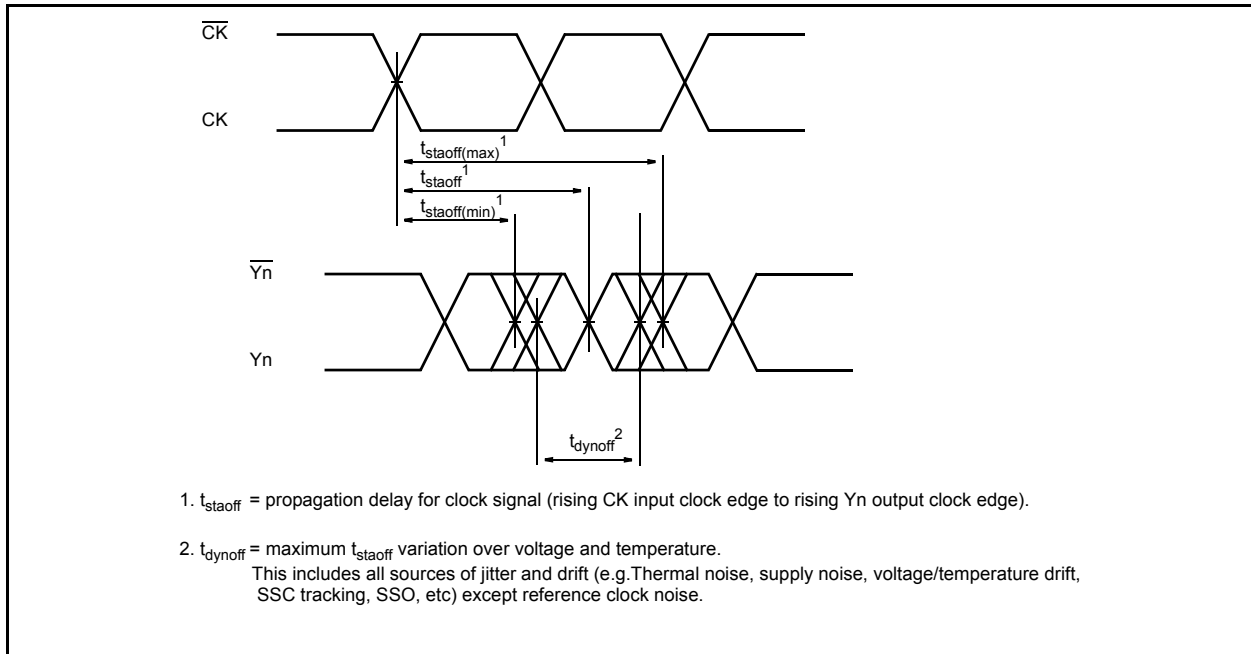 C̅K̅
CK
tstaoff(max)1
tstaoff1
tstaoff(min)1
Y̅n̅
Yn
tdynoff2
1. tstaoff = propagation delay for clock signal (rising CK input clock edge to rising Yn output clock edge).
2. tdynoff = maximum tstaoff variation over voltage and temperature.
This includes all sources of jitter and drift (e.g.Thermal noise, supply noise, voltage/temperature drift,
SSC tracking, SSO, etc) except reference clock noise.